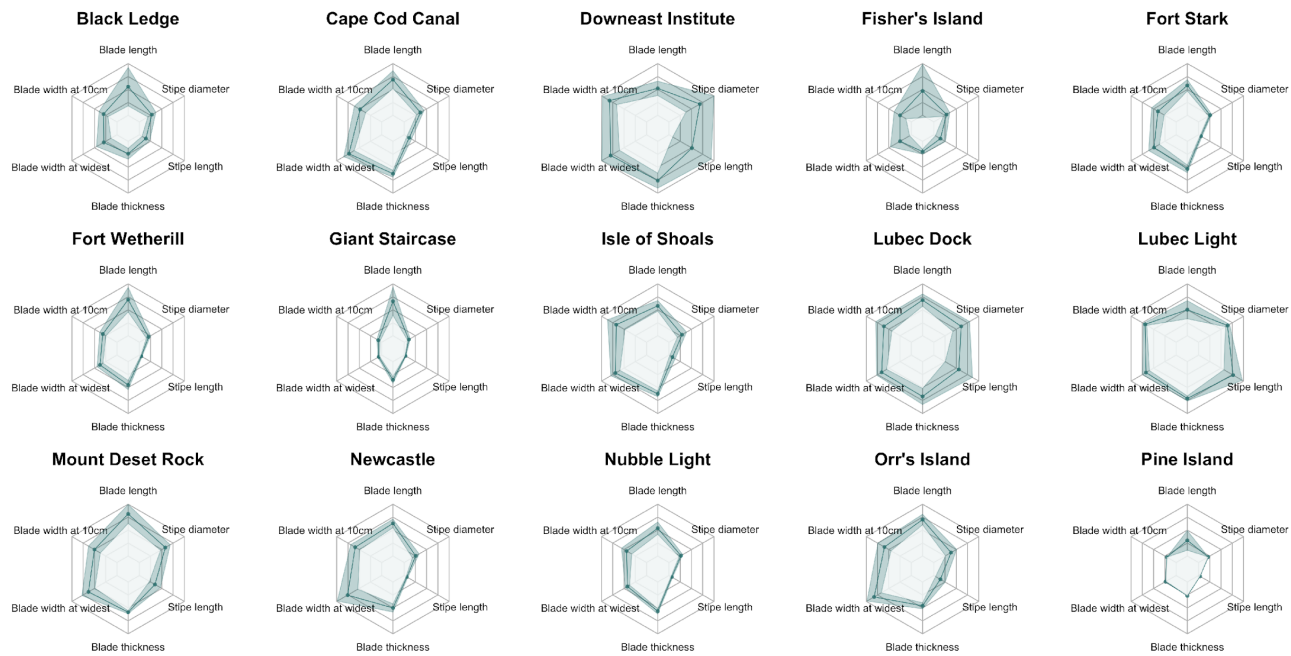 Black Ledge
Cape Cod Canal
Downeast Institute
Fisher's Island
Fort Stark
Blade length
Blade length
Blade length
Blade length
Blade length
Blade width at 10cm
Stipe diameter
Blade width at 10cm
Stipe diameter
Blade width at 10cm
Stipe diameter
Blade width at 10cm
Stipe diameter
Blade width at 10cm
Stipe diameter
Blade width at widest
Stipe length
Blade width at widest
Stipe length
Blade width at widest
Stipe length
Blade width at widest
Stipe length
Blade width at widest
Stipe length
Blade thickness
Blade thickness
Blade thickness
Blade thickness
Blade thickness
Fort Wetherill
Giant Staircase
Isle of Shoals
Lubec Dock
Lubec Light
Blade length
Blade length
Blade length
Blade length
Blade length
Blade width at 10cm
Stipe diameter
Blade width at 10cm
Stipe diameter
Blade width at 10cm
Stipe diameter
Blade width at 10cm
Stipe diameter
Blade width at 10cm
Stipe diameter
Blade width at widest
Stipe length
Blade width at widest
Stipe length
Blade width at widest
Stipe length
Blade width at widest
Stipe length
Blade width at widest
Stipe length
Blade thickness
Blade thickness
Blade thickness
Blade thickness
Blade thickness
Mount Deset Rock
Newcastle
Nubble Light
Orr's Island
Pine Island
Blade length
Blade length
Blade length
Blade length
Blade length
Blade width at 10cm
Stipe diameter
Blade width at 10cm
Stipe diameter
Blade width at 10cm
Stipe diameter
Blade width at 10cm
Stipe diameter
Blade width at 10cm
Stipe diameter
Blade width at widest
Stipe length
Blade width at widest
Stipe length
Blade width at widest
Stipe length
Blade width at widest
Stipe length
Blade width at widest
Stipe length
Blade thickness
Blade thickness
Blade thickness
Blade thickness
Blade thickness